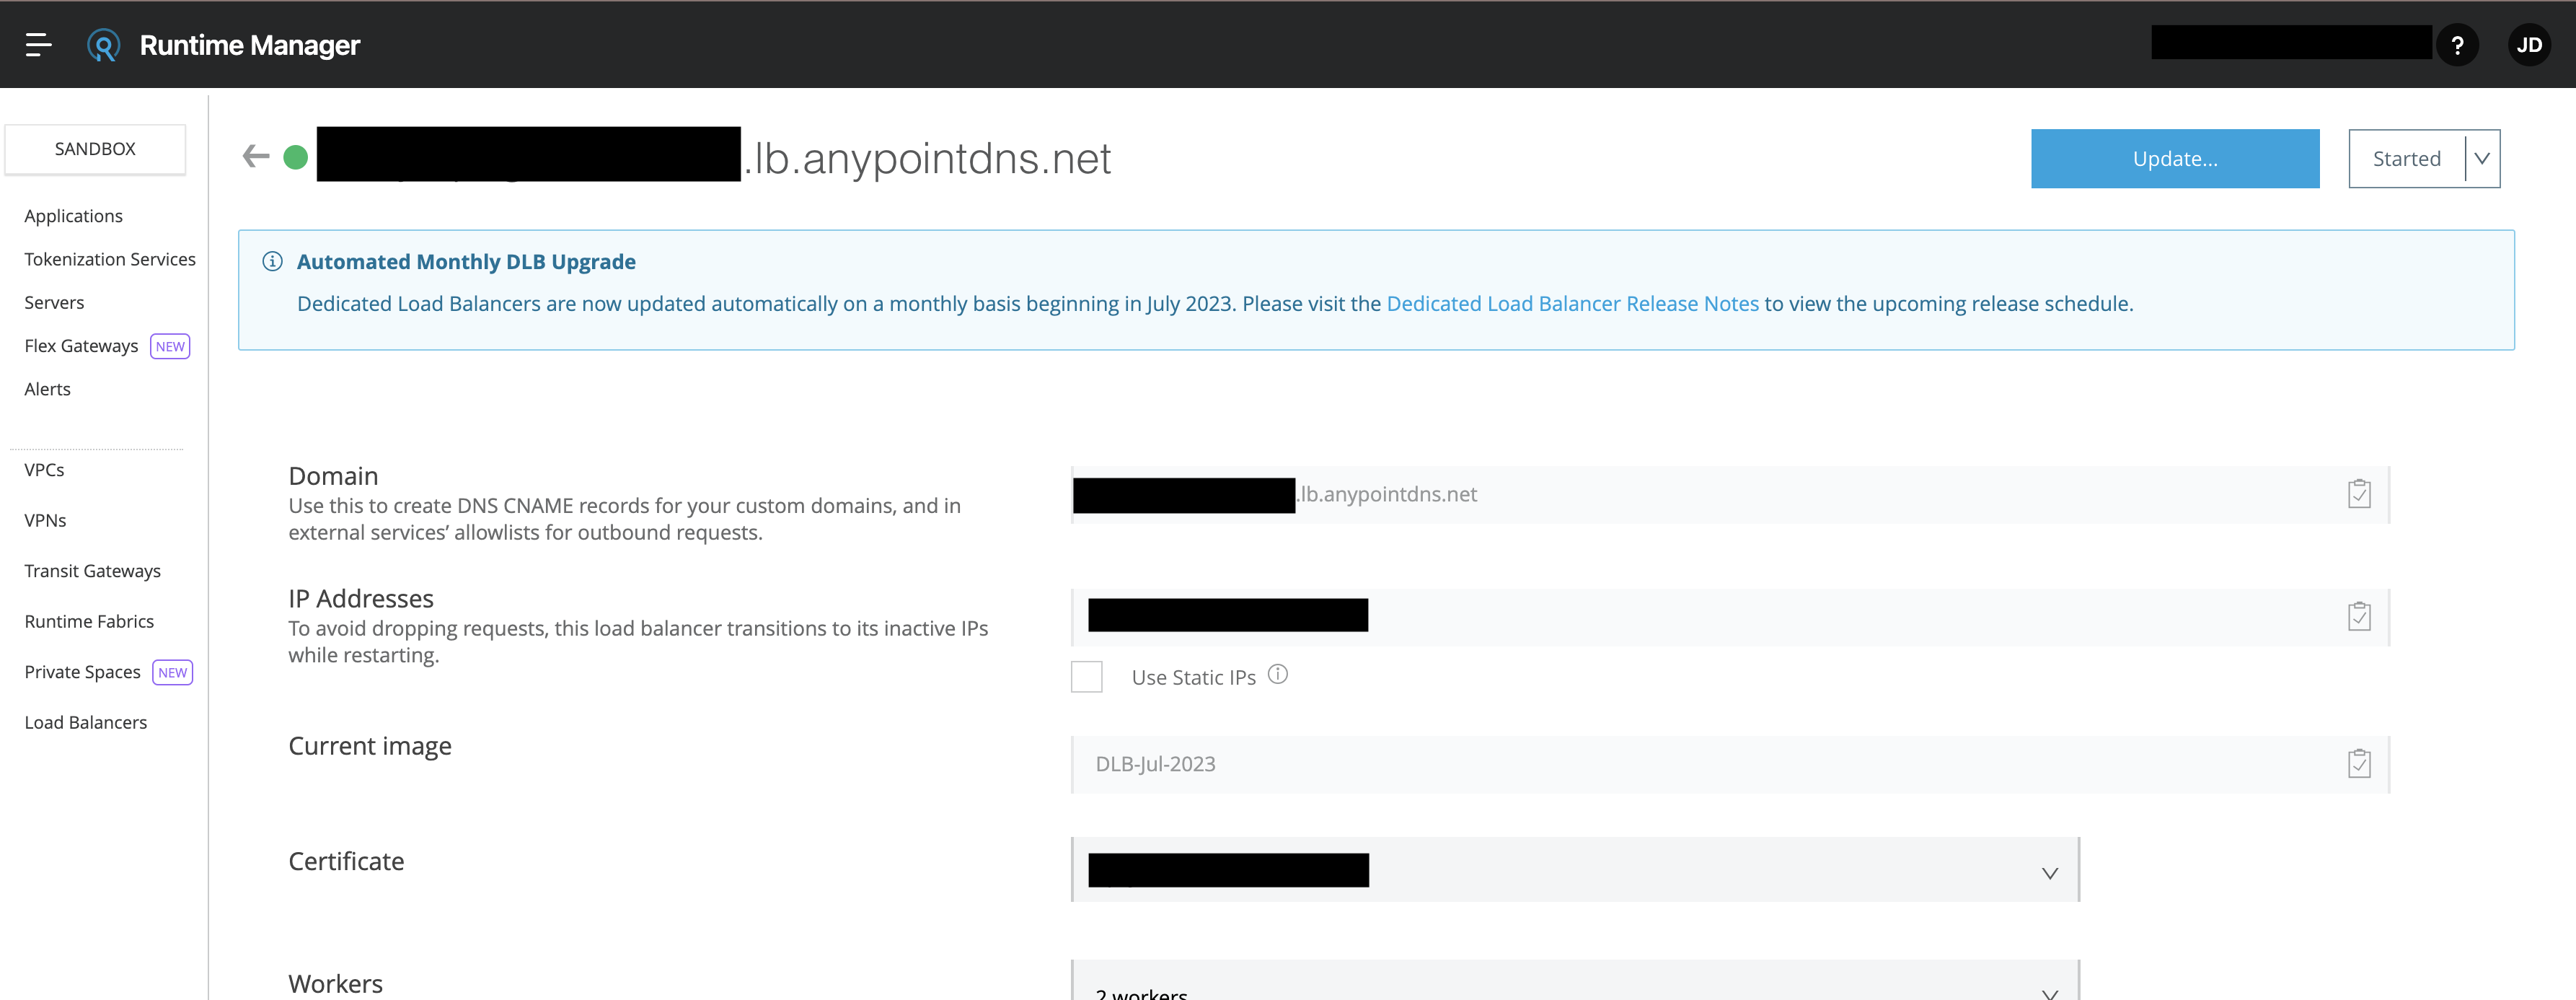 Runtime Manager
?
JD
SANDBOX
Applications
Tokenization Services
Servers
Flex Gateways NEW
Alerts
VPCs
VPNs
Transit Gateways
Runtime Fabrics
Private Spaces NEW
Load Balancers
.lb.anypointdns.net
Update...
Started
Automated Monthly DLB Upgrade
Dedicated Load Balancers are now updated automatically on a monthly basis beginning in July 2023. Please visit the Dedicated Load Balancer Release Notes to view the upcoming release schedule.
Domain
Use this to create DNS CNAME records for your custom domains, and in
external services’ allowlists for outbound requests.
.lb.anypointdns.net
IP Addresses
To avoid dropping requests, this load balancer transitions to its inactive IPs
while restarting.
Use Static IPs
Current image
DLB-Jul-2023
Certificate
Workers
2 workers